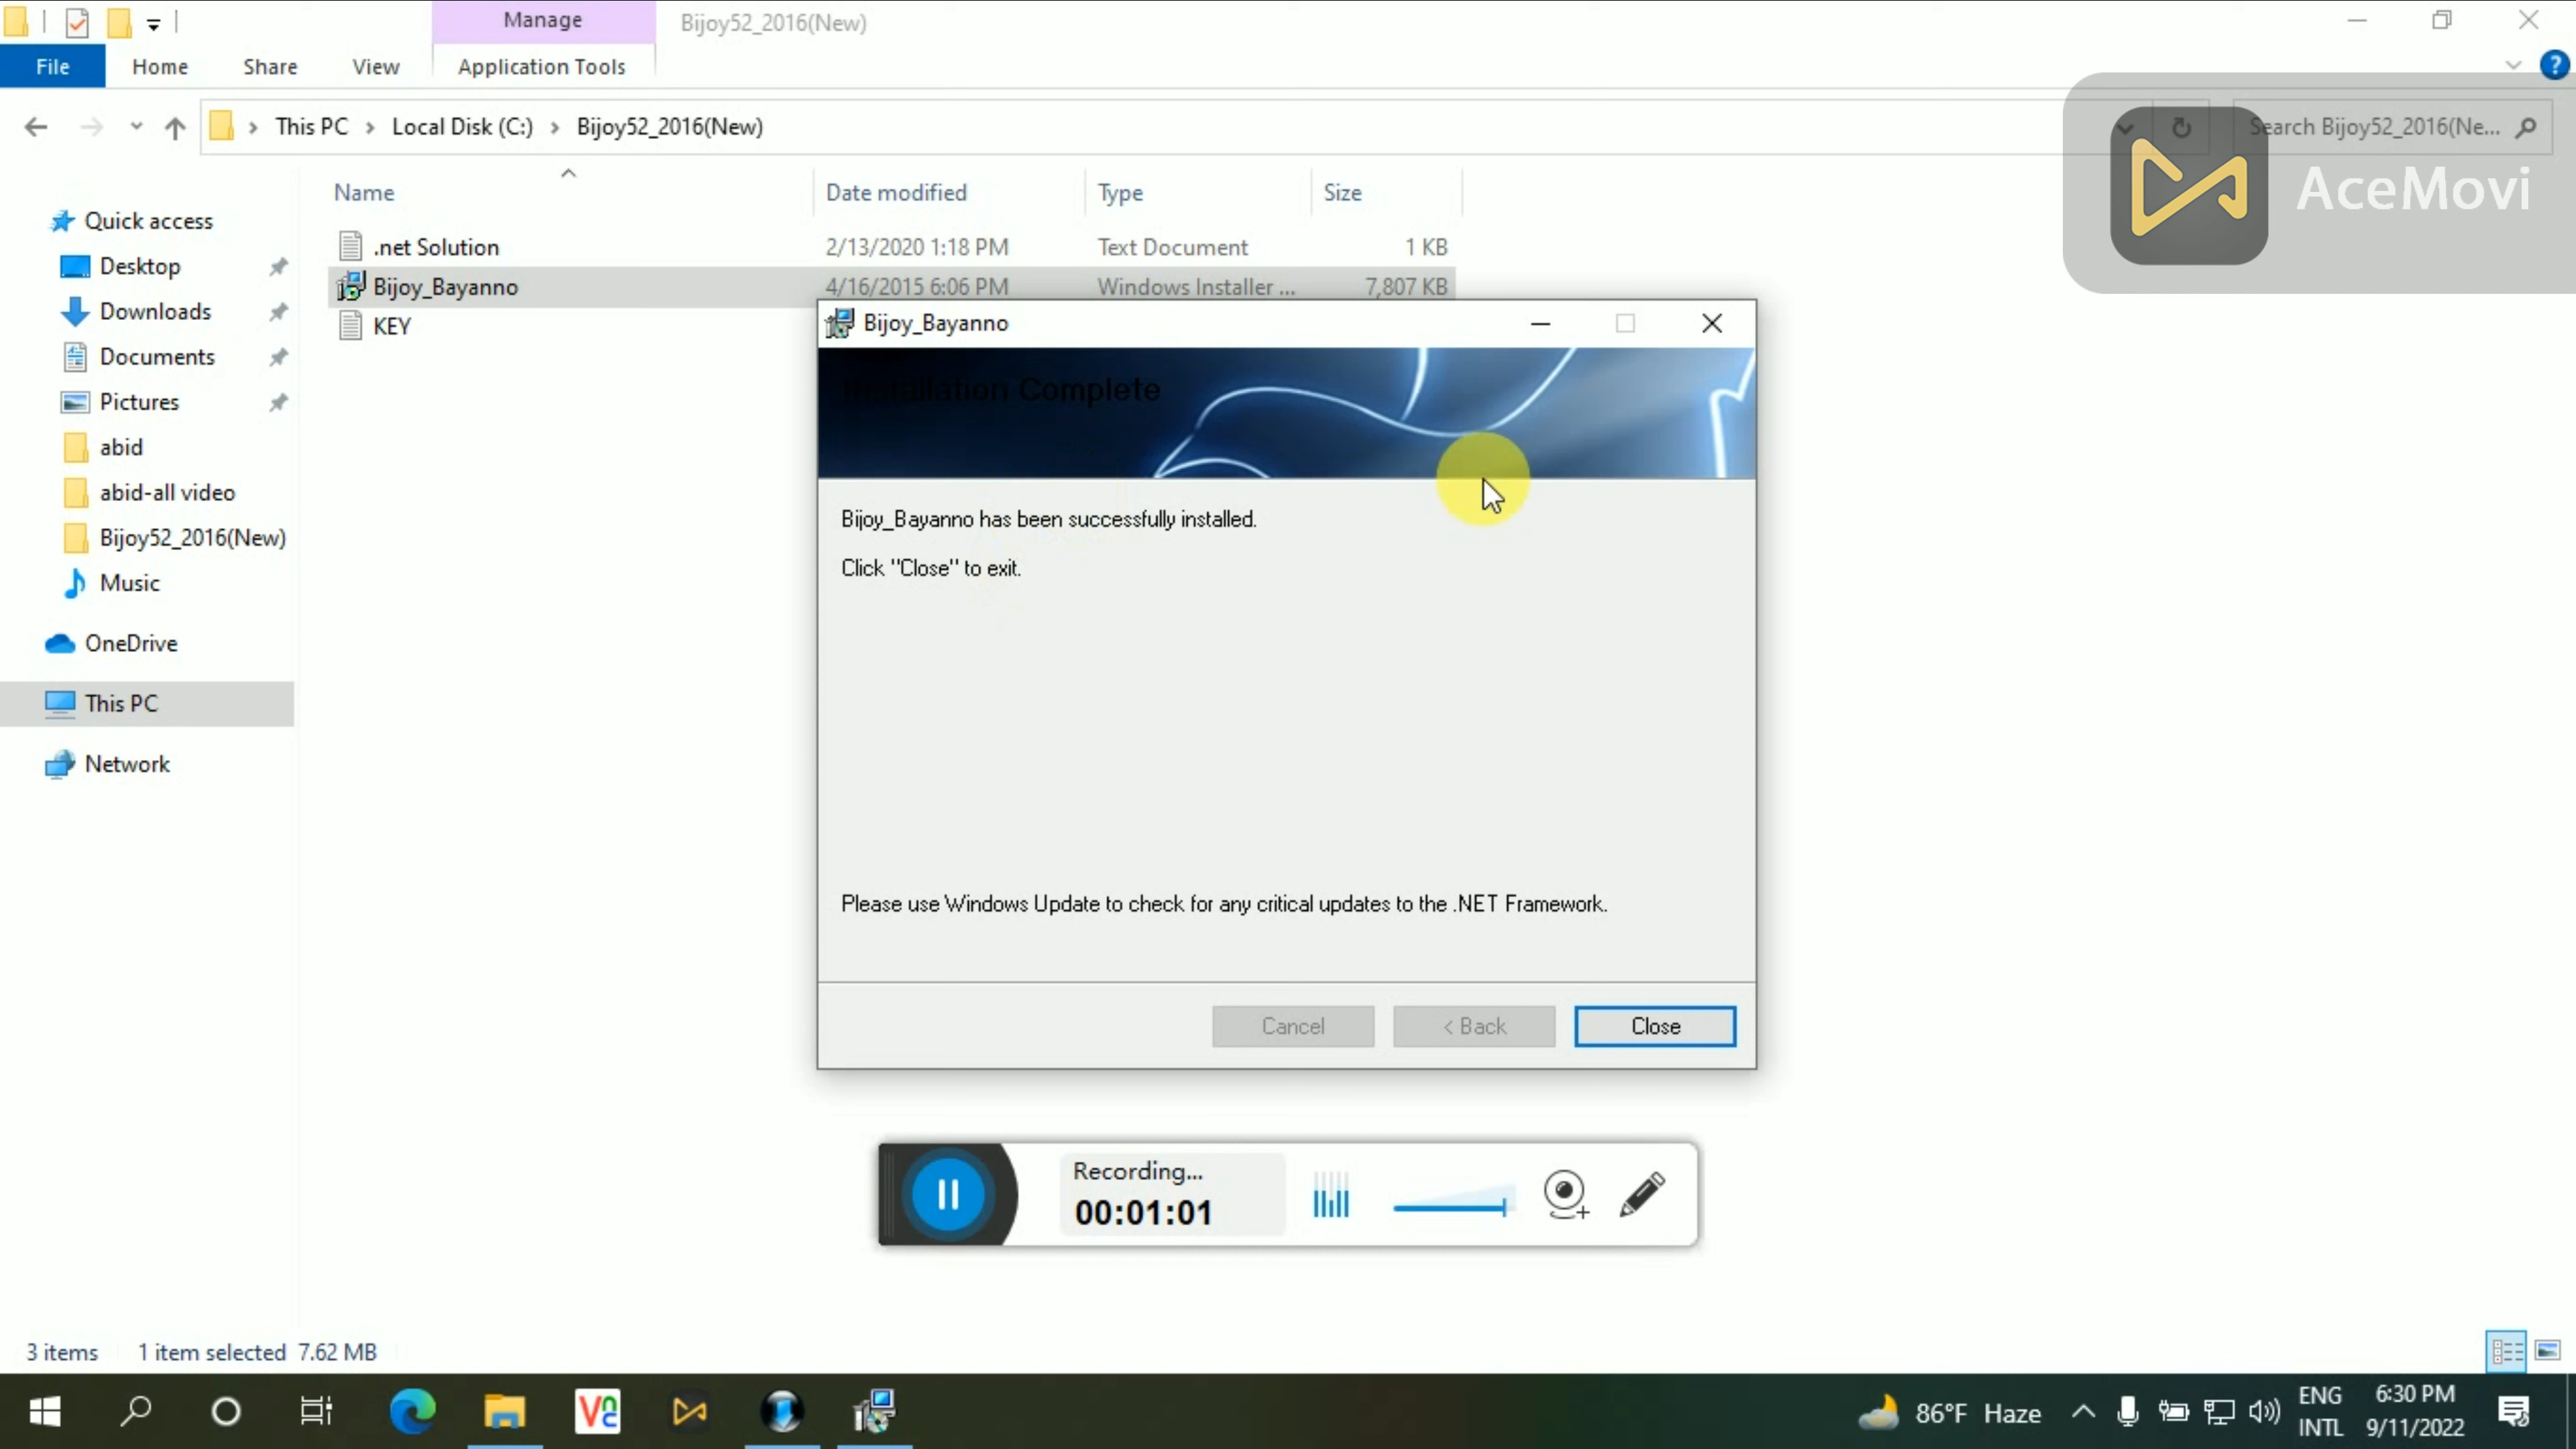 Manage
Bijoy52_2016(New)
File
Home
Share
View
Application Tools
?
This PC
Local Disk (C:)
Bijoy52_2016(New)
Search Bijoy52_2016(Ne...
AceMovi
Name
Date modified
Type
Size
Quick access
Desktop
Downloads
Documents
Pictures
abid
abid-all video
Bijoy52_2016(New)
Music
OneDrive
This PC
Network
.net Solution
2/13/2020 1:18 PM
Text Document
1 KB
Bijoy_Bayanno
4/16/2015 6:06 PM
Windows Installer ...
7,807 KB
KEY
Bijoy_Bayanno
Installation Complete
Bijoy_Bayanno has been successfully installed.
Click "Close" to exit.
Please use Windows Update to check for any critical updates to the .NET Framework.
Cancel
< Back
Close
Recording...
00:01:01
3 items
1 item selected 7.62 MB
VNC
86°F Haze
ENG
INTL
6:30 PM
9/11/2022